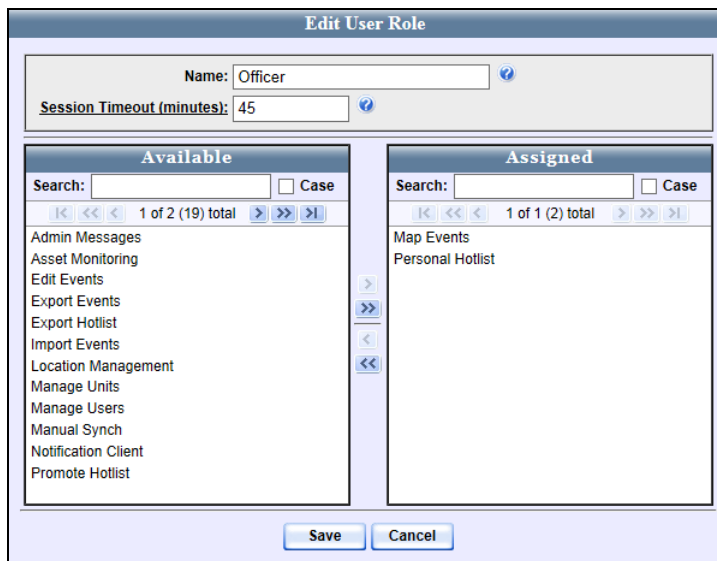 Edit User Role
Name: Officer ?
Session Timeout (minutes): 45 ?
Available
Search: Case
|< << < 1 of 2 (19) total > >> >|
Admin Messages
Asset Monitoring
Edit Events
Export Events
Export Hotlist
Import Events
Location Management
Manage Units
Manage Users
Manual Synch
Notification Client
Promote Hotlist
>
>>
<
<<
Assigned
Search: Case
|< << < 1 of 1 (2) total > >> >|
Map Events
Personal Hotlist
Save Cancel